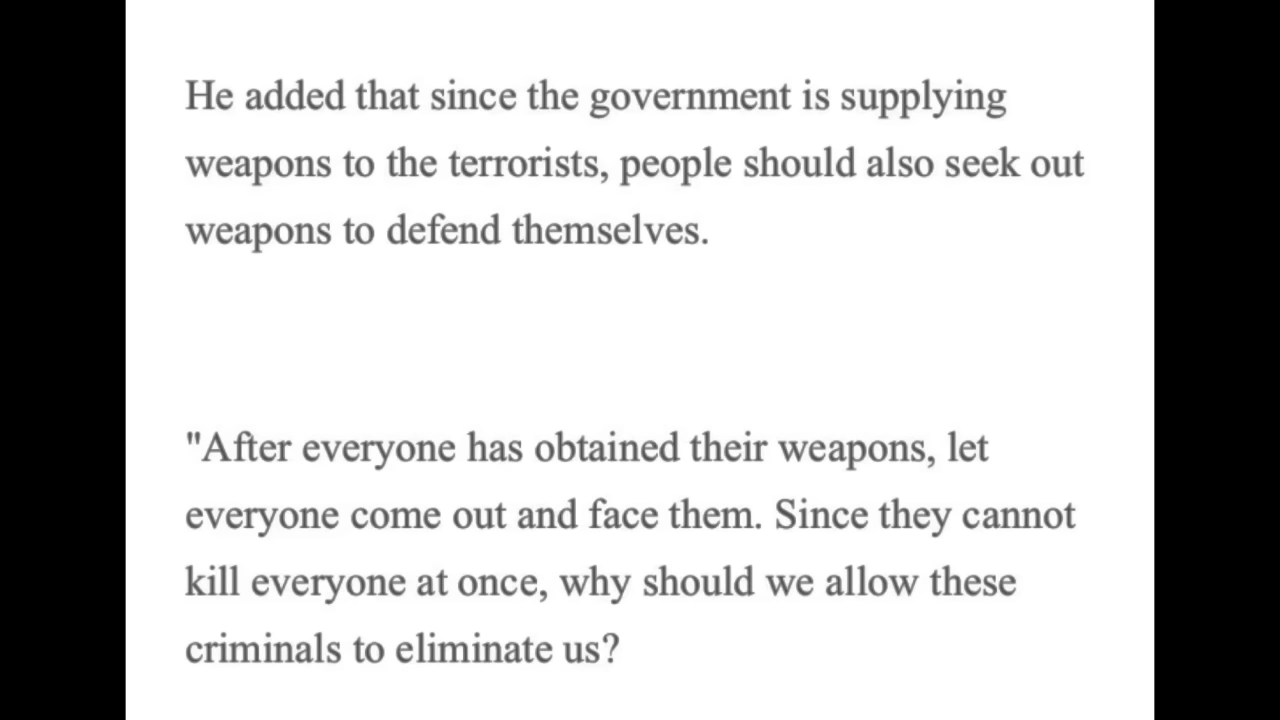 He added that since the government is supplying
weapons to the terrorists, people should also seek out
weapons to defend themselves.
"After everyone has obtained their weapons, let
everyone come out and face them. Since they cannot
kill everyone at once, why should we allow these
criminals to eliminate us?